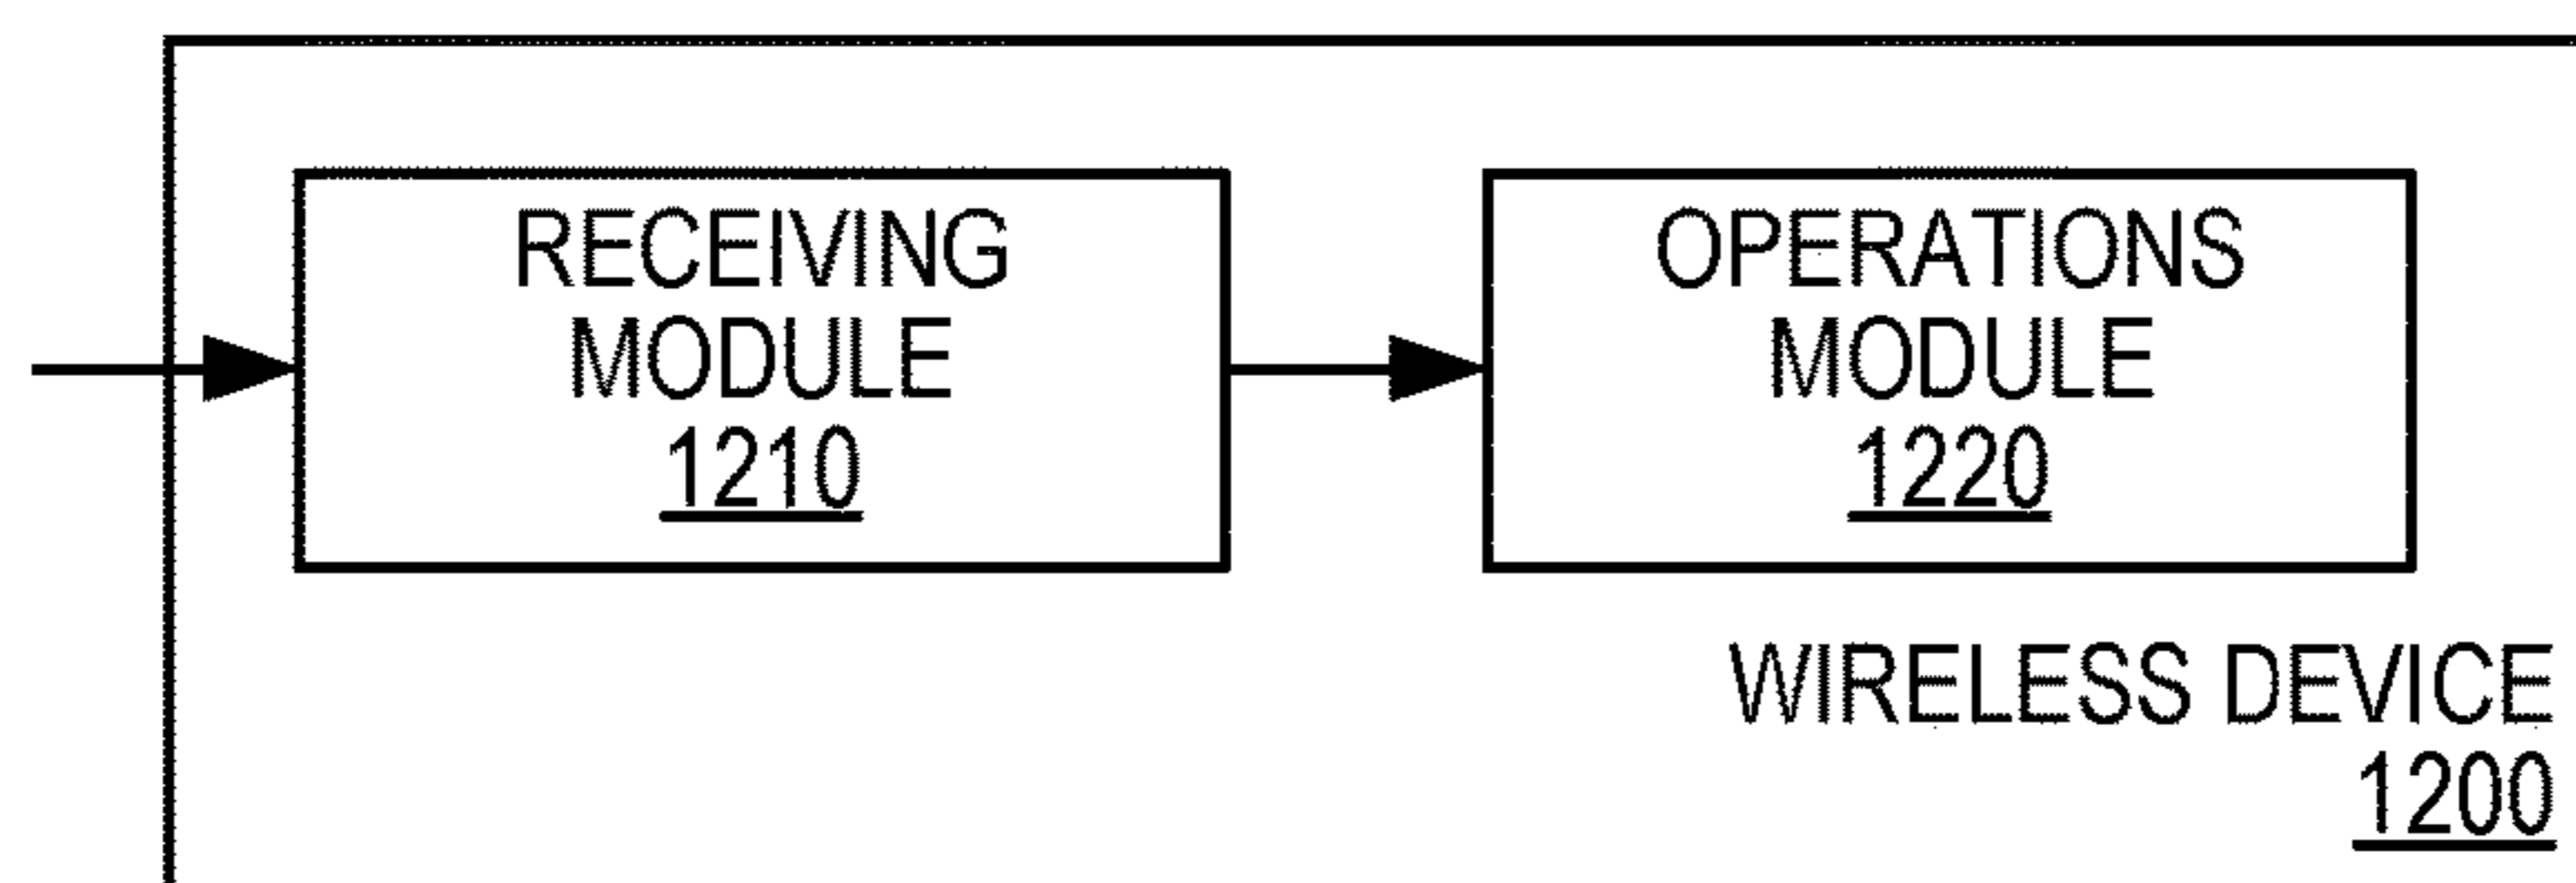 RECEIVING
MODULE
1210
OPERATIONS
MODULE
1220
WIRELESS DEVICE
1200